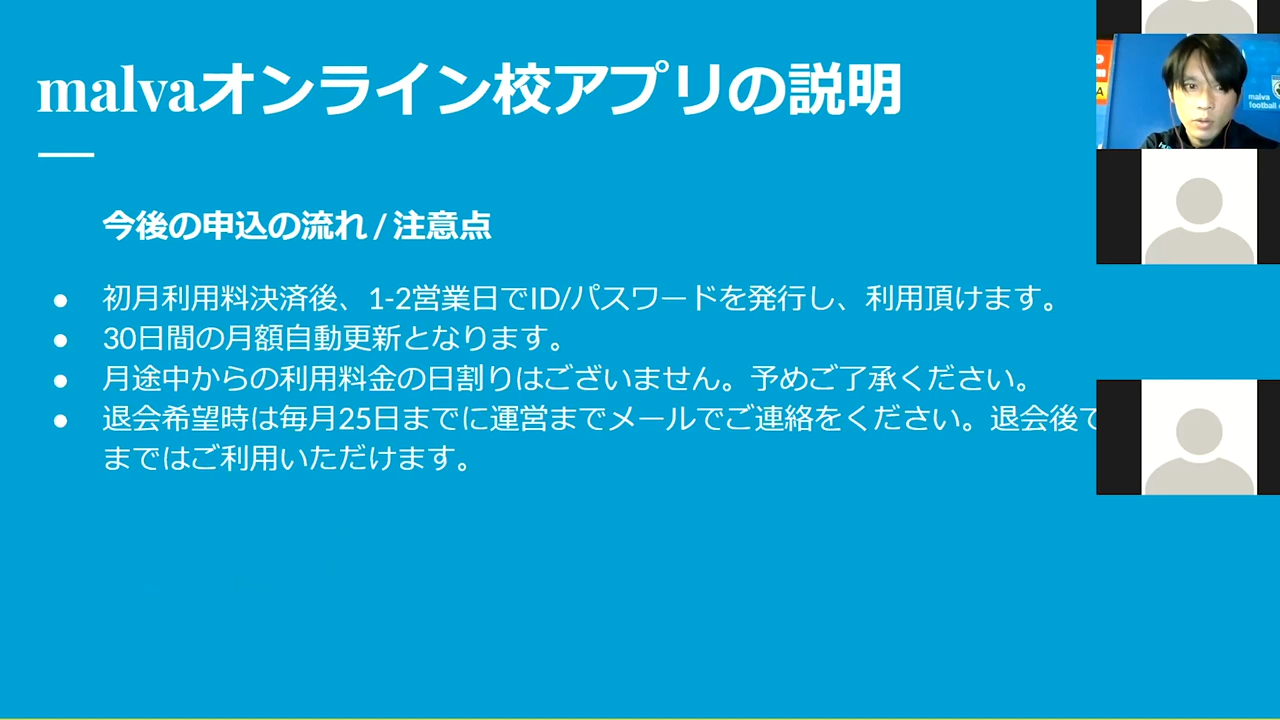 malvaオンライン校アプリの説明
今後の申込の流れ / 注意点
● 初月利用料決済後、1-2営業日でID/パスワードを発行し、利用頂けます。
● 30日間の月額自動更新となります。
● 月途中からの利用料金の日割りはございません。予めご了承ください。
● 退会希望時は毎月25日までに運営までメールでご連絡をください。退会後で
まではご利用いただけます。
A
malva
football